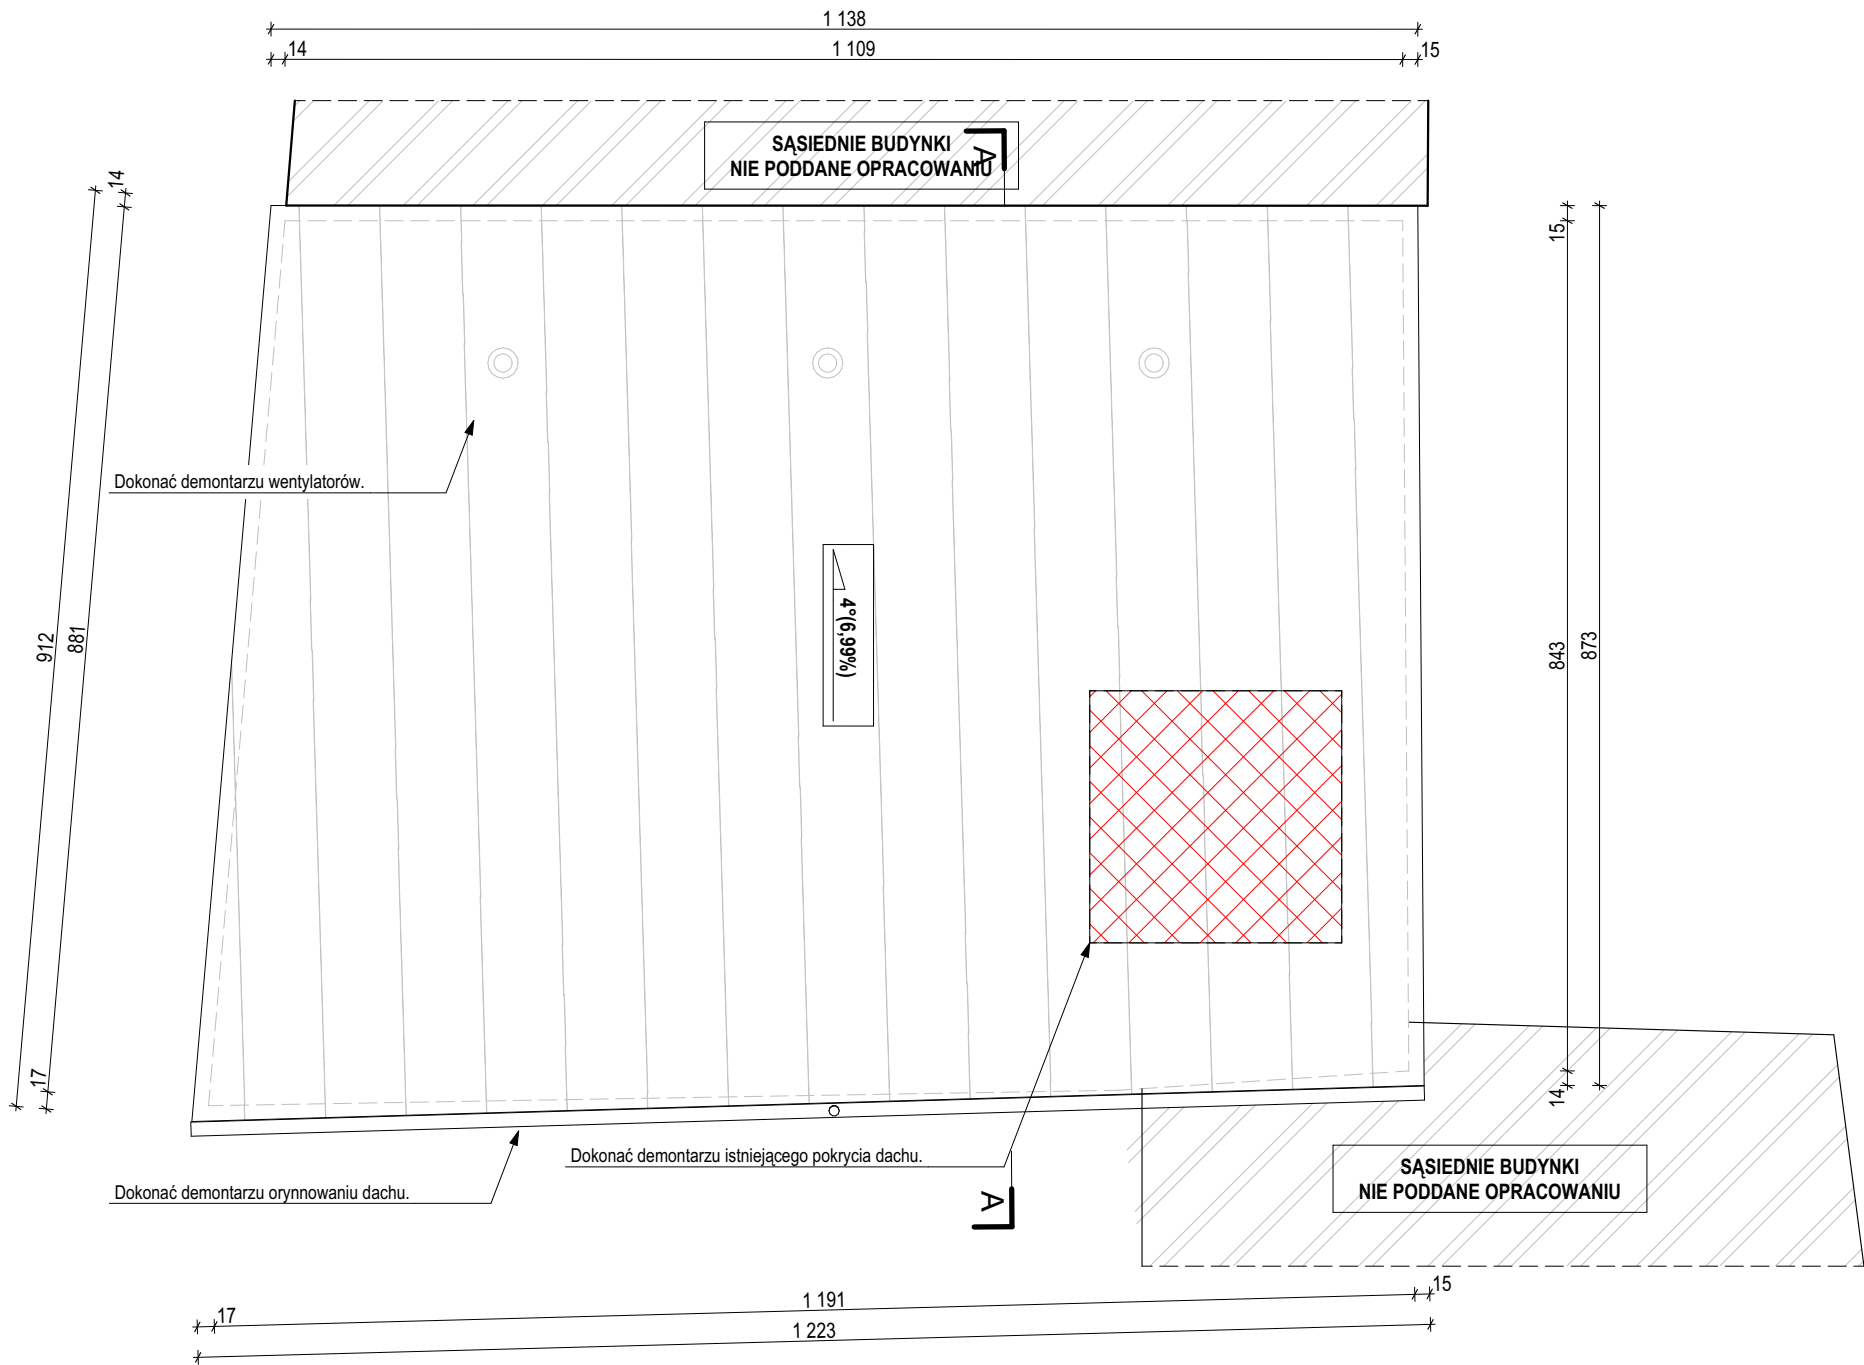 1 138
14
1 109
15
SĄSIEDNIE BUDYNKI
NIE PODDANE OPRACOWANIU
A
14
15
Dokonać demontarzu wentylatorów.
4°(6,99%)
912
881
843
873
17
14
Dokonać demontarzu istniejącego pokrycia dachu.
Dokonać demontarzu orynnowaniu dachu.
A
SĄSIEDNIE BUDYNKI
NIE PODDANE OPRACOWANIU
17
1 191
15
1 223